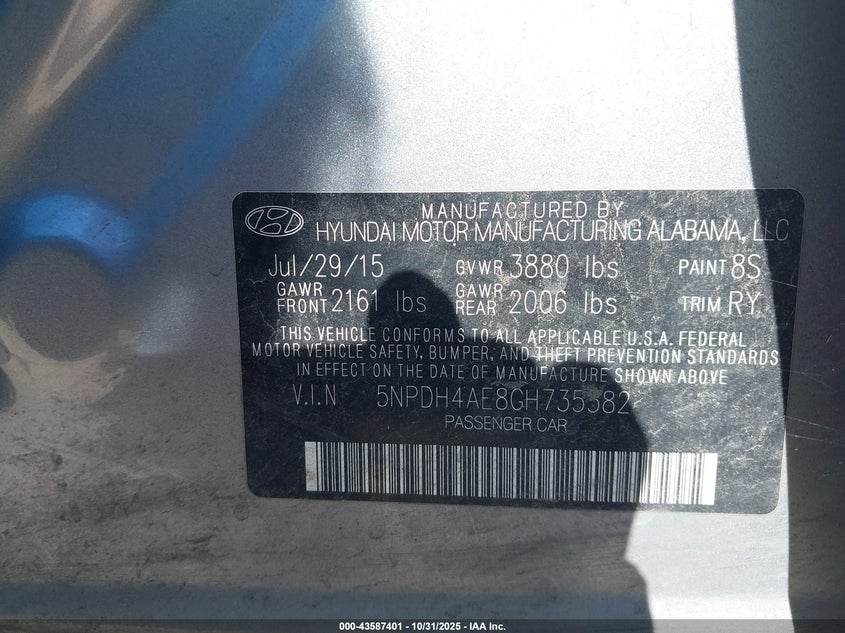 MANUFACTURED BY
HYUNDAI MOTOR MANUFACTURING ALABAMA, LLC
Jul/29/15 GVWR 3880 lbs PAINT 8S
GAWR FRONT 2161 lbs GAWR REAR 2006 lbs TRIM RY
THIS VEHICLE CONFORMS TO ALL APPLICABLE U.S.A. FEDERAL
MOTOR VEHICLE SAFETY, BUMPER, AND THEFT PREVENTION STANDARDS
IN EFFECT ON THE DATE OF MANUFACTURE SHOWN ABOVE
V.I.N 5NPDH4AE8GH735382
PASSENGER CAR
000-43587401 - 10/31/2025 - IAA Inc.